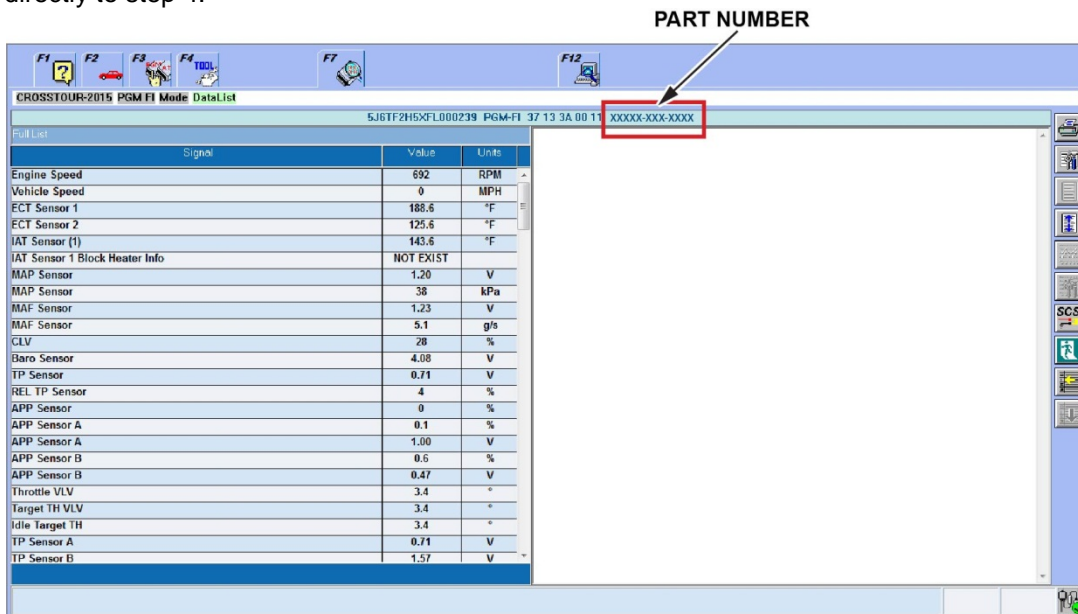 directly to step 4.
PART NUMBER
F1 F2 F3 F4 TOOL F7 F12
CROSSTOUR-2015 PGM FI Mode DataList
5J6TF2H5XFL000239 PGM-FI 37 13 3A 00 11 XXXXX-XXX-XXXX
Full List
Signal Value Units
Engine Speed 692 RPM
Vehicle Speed 0 MPH
ECT Sensor 1 188.6 °F
ECT Sensor 2 125.6 °F
IAT Sensor (1) 143.6 °F
IAT Sensor 1 Block Heater Info NOT EXIST
MAP Sensor 1.20 V
MAP Sensor 38 kPa
MAF Sensor 1.23 V
MAF Sensor 5.1 g/s
CLV 28 %
Baro Sensor 4.08 V
TP Sensor 0.71 V
REL TP Sensor 4 %
APP Sensor 0 %
APP Sensor A 0.1 %
APP Sensor A 1.00 V
APP Sensor B 0.6 %
APP Sensor B 0.47 V
Throttle VLV 3.4 °
Target TH VLV 3.4 °
Idle Target TH 3.4 °
TP Sensor A 0.71 V
TP Sensor B 1.57 V
SCS